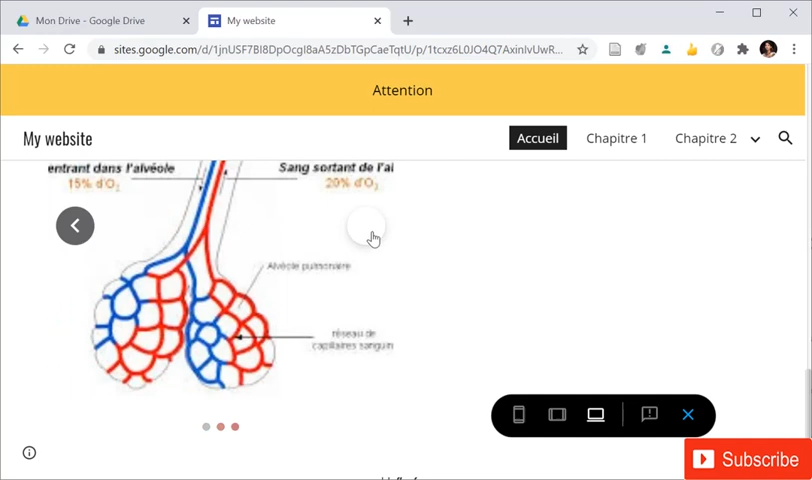 Mon Drive - Google Drive
My website
sites.google.com/d/1jnUSF7BI8DpOcgI8aA5zDbTGpCaeTqtU/p/1tcxz6L0JO4Q7AxinIvUwR...
Attention
My website
Accueil
Chapitre 1
Chapitre 2
entrant dans l'alvéole
Sang sortant de l'al
15% d'O₂
20% d'O₂
Alvéole pulmonaire
réseau de
capillaires sanguin
Subscribe